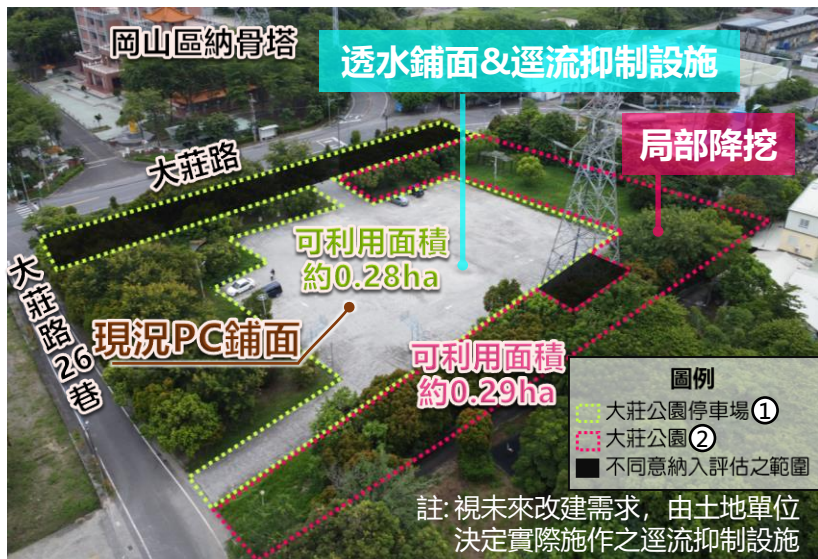 岡山區納骨塔
透水鋪面&逕流抑制設施
局部降挖
大莊路
可利用面積
約0.28ha
大莊路26巷
現況PC鋪面
可利用面積
約0.29ha
圖例
大莊公園停車場①
大莊公園②
不同意納入評估之範圍
註: 視未來改建需求，由土地單位
決定實際施作之逕流抑制設施